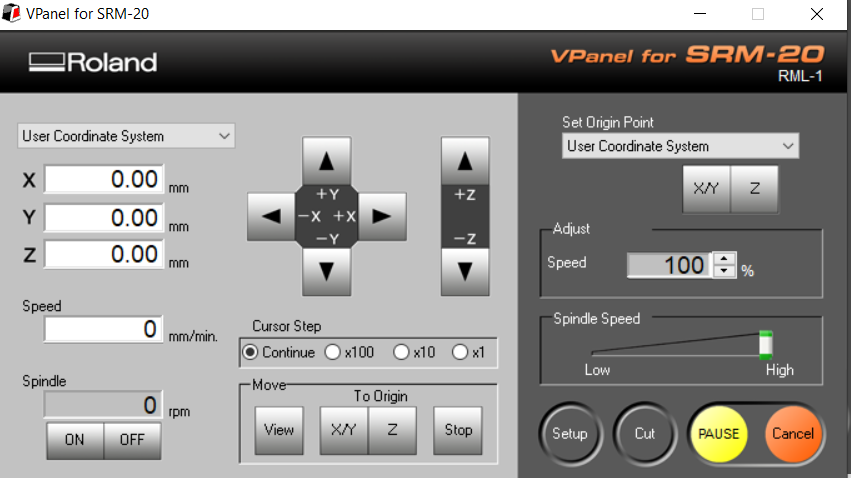 VPanel for SRM-20
Roland
VPanel for SRM-20
RML-1
User Coordinate System
X 0.00 mm
Y 0.00 mm
Z 0.00 mm
Speed
0 mm/min.
Spindle
0 rpm
ON OFF
+Y
-X +X
-Y
+Z
-Z
Cursor Step
Continue x100 x10 x1
Move
To Origin
View X/Y Z Stop
Set Origin Point
User Coordinate System
X/Y Z
Adjust
Speed 100 %
Spindle Speed
Low High
Setup Cut PAUSE Cancel